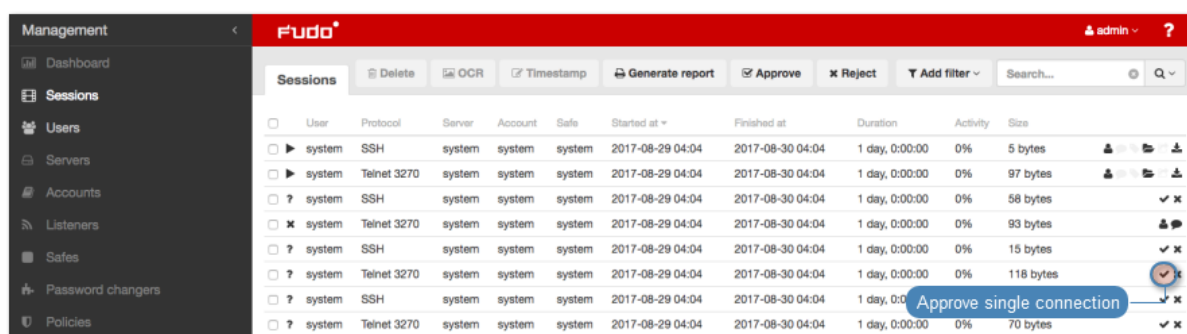 Management
Fudo
admin
?
Dashboard
Sessions
Delete
OCR
Timestamp
Generate report
Approve
Reject
Add filter
Search...
Sessions
Users
Servers
Accounts
Listeners
Safes
Password changers
Policies
User Protocol Server Account Safe Started at Finished at Duration Activity Size
system SSH system system system 2017-08-29 04:04 2017-08-30 04:04 1 day, 0:00:00 0% 5 bytes
system Telnet 3270 system system system 2017-08-29 04:04 2017-08-30 04:04 1 day, 0:00:00 0% 97 bytes
? system SSH system system system 2017-08-29 04:04 2017-08-30 04:04 1 day, 0:00:00 0% 58 bytes
system Telnet 3270 system system system 2017-08-29 04:04 2017-08-30 04:04 1 day, 0:00:00 0% 93 bytes
? system SSH system system system 2017-08-29 04:04 2017-08-30 04:04 1 day, 0:00:00 0% 15 bytes
? system Telnet 3270 system system system 2017-08-29 04:04 2017-08-30 04:04 1 day, 0:00:00 0% 118 bytes
? system SSH system system system 2017-08-29 04:04 2017-08-30 04:04 1 day, 0:0
Approve single connection
? system Telnet 3270 system system system 2017-08-29 04:04 2017-08-30 04:04 1 day, 0:00:00 0% 70 bytes